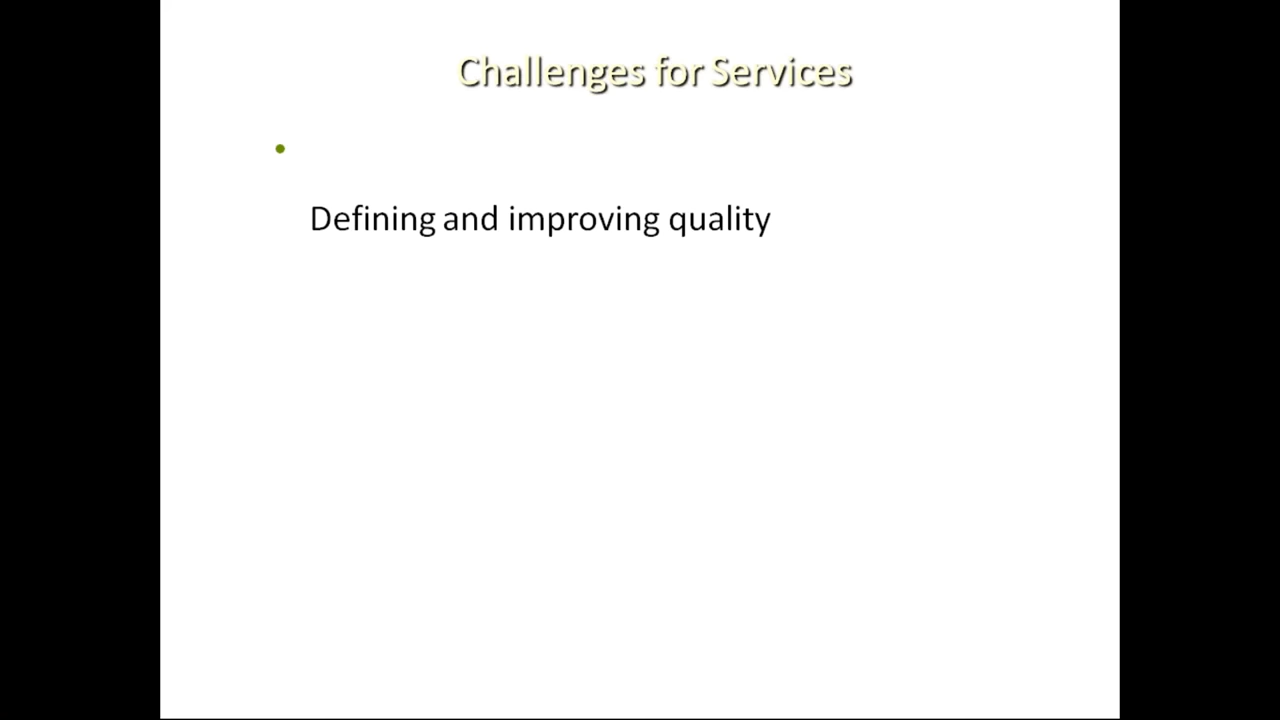 Challenges for Services
•
Defining and improving quality